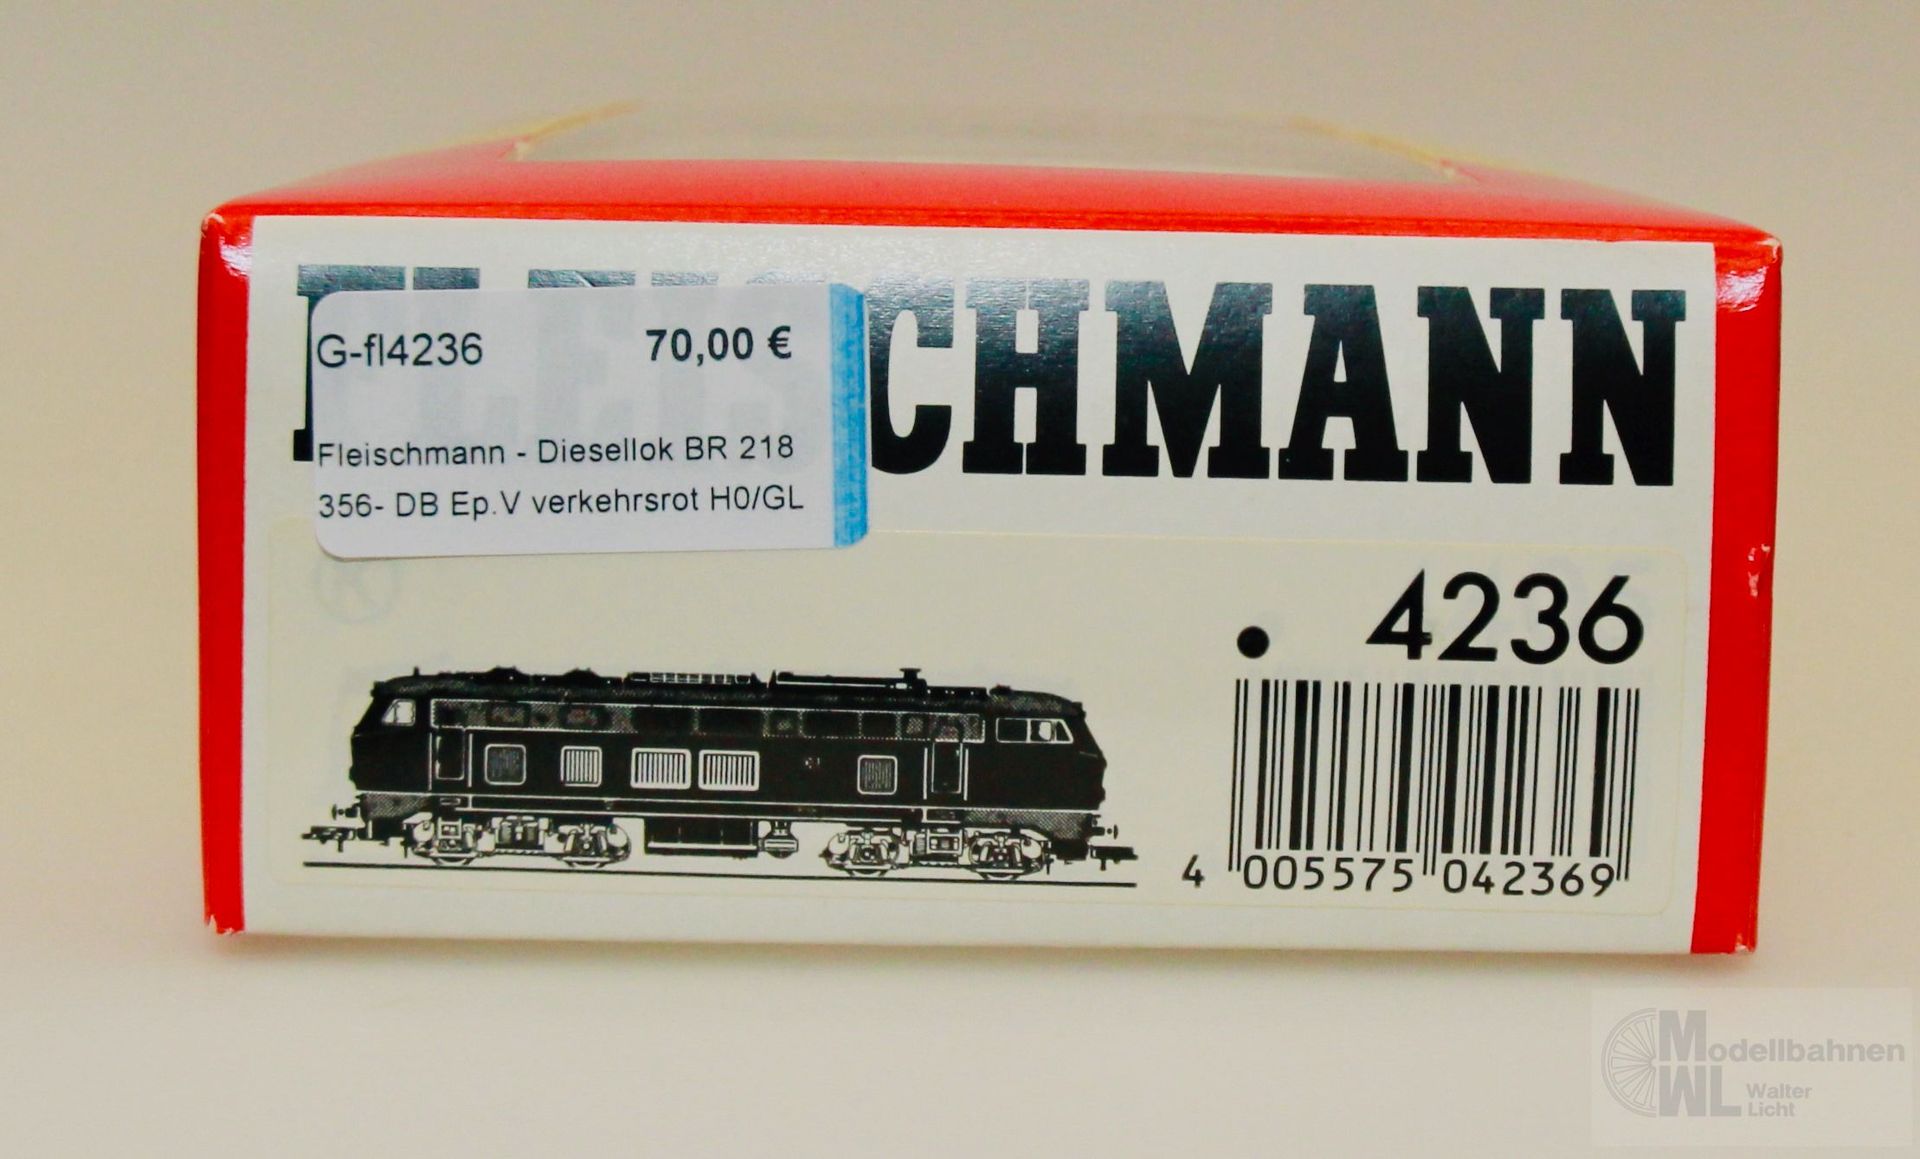 FLEISCHMANN
G-fl4236 70,00 €
Fleischmann - Diesellok BR 218
356- DB Ep.V verkehrsrot H0/GL
• 4236
4 005575 042369
Modellbahnen
WL Walter
Licht